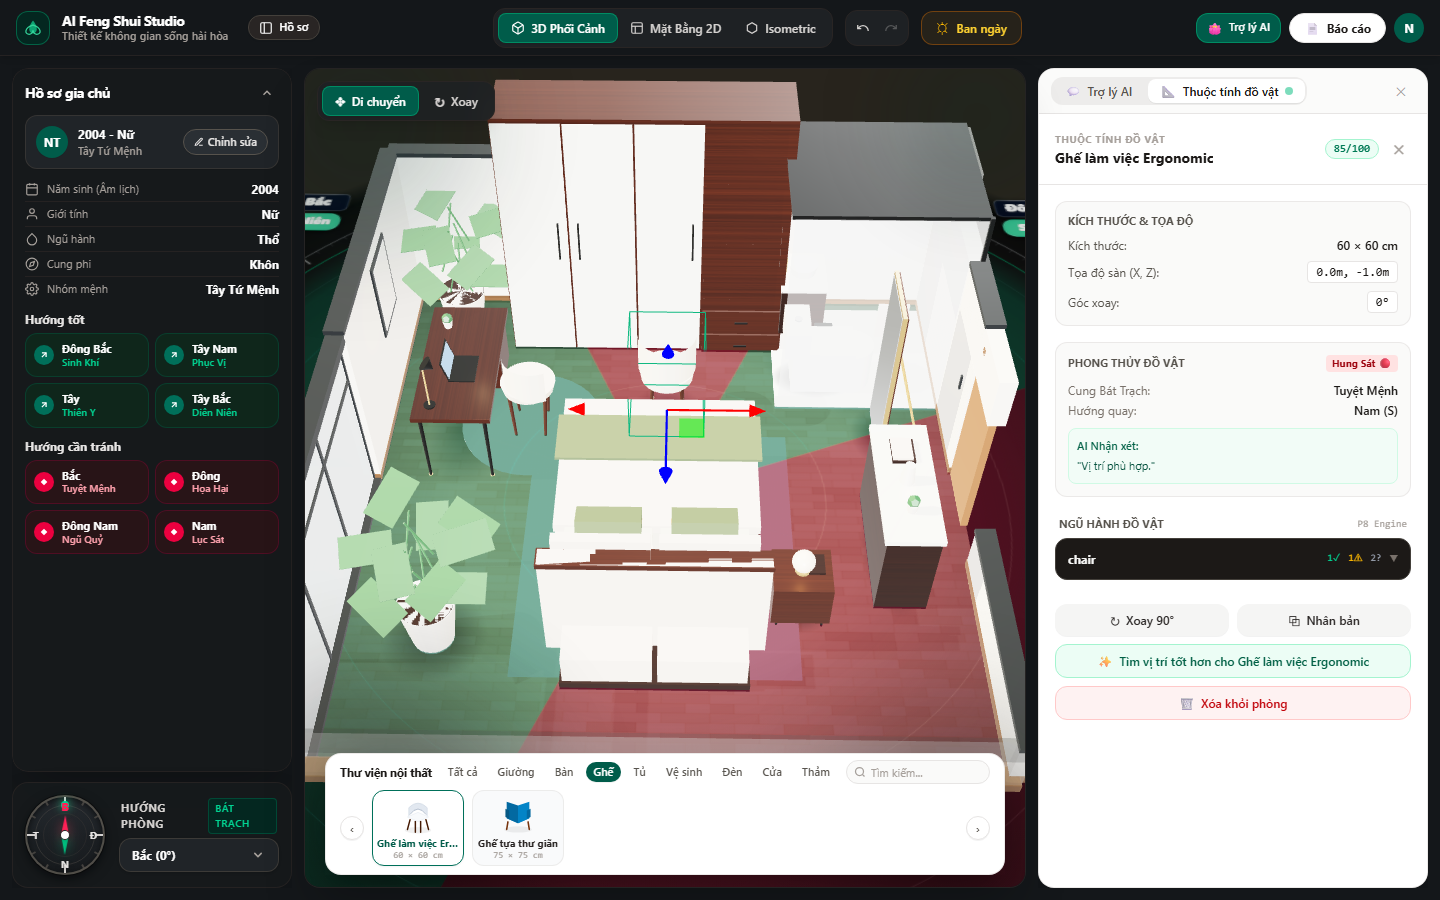 AI Feng Shui Studio
Thiết kế không gian sống hài hòa
Hồ sơ
3D Phối Cảnh
Mặt Bằng 2D
Isometric
Ban ngày
Trợ lý AI
Báo cáo
N
Hồ sơ gia chủ
NT
2004 - Nữ
Tây Tứ Mệnh
Chỉnh sửa
Năm sinh (Âm lịch)
2004
Giới tính
Nữ
Ngũ hành
Thổ
Cung phi
Khôn
Nhóm mệnh
Tây Tứ Mệnh
Hướng tốt
Đông Bắc
Sinh Khí
Tây Nam
Phục Vị
Tây
Thiên Y
Tây Bắc
Diên Niên
Hướng cần tránh
Bắc
Tuyệt Mệnh
Đông
Họa Hại
Đông Nam
Ngũ Quỷ
Nam
Lục Sát
B
T
Đ
N
HƯỚNG PHÒNG
BÁT TRẠCH
Bắc (0°)
Di chuyển
Xoay
Bắc
Thư viện nội thất
Tất cả
Giường
Bàn
Ghế
Tủ
Vệ sinh
Đèn
Cửa
Thảm
Tìm kiếm...
Ghế làm việc Er...
60 × 60 cm
Ghế tựa thư giãn
75 × 75 cm
Trợ lý AI
Thuộc tính đồ vật
THUỘC TÍNH ĐỒ VẬT
Ghế làm việc Ergonomic
85/100
KÍCH THƯỚC & TỌA ĐỘ
Kích thước:
60 × 60 cm
Tọa độ sàn (X, Z):
0.0m, -1.0m
Góc xoay:
0°
PHONG THỦY ĐỒ VẬT
Hung Sát
Cung Bát Trạch:
Tuyệt Mệnh
Hướng quay:
Nam (S)
AI Nhận xét:
"Vị trí phù hợp."
NGŨ HÀNH ĐỒ VẬT
P8 Engine
chair
1✓ 1⚠ 2?
Xoay 90°
Nhân bản
Tìm vị trí tốt hơn cho Ghế làm việc Ergonomic
Xóa khỏi phòng